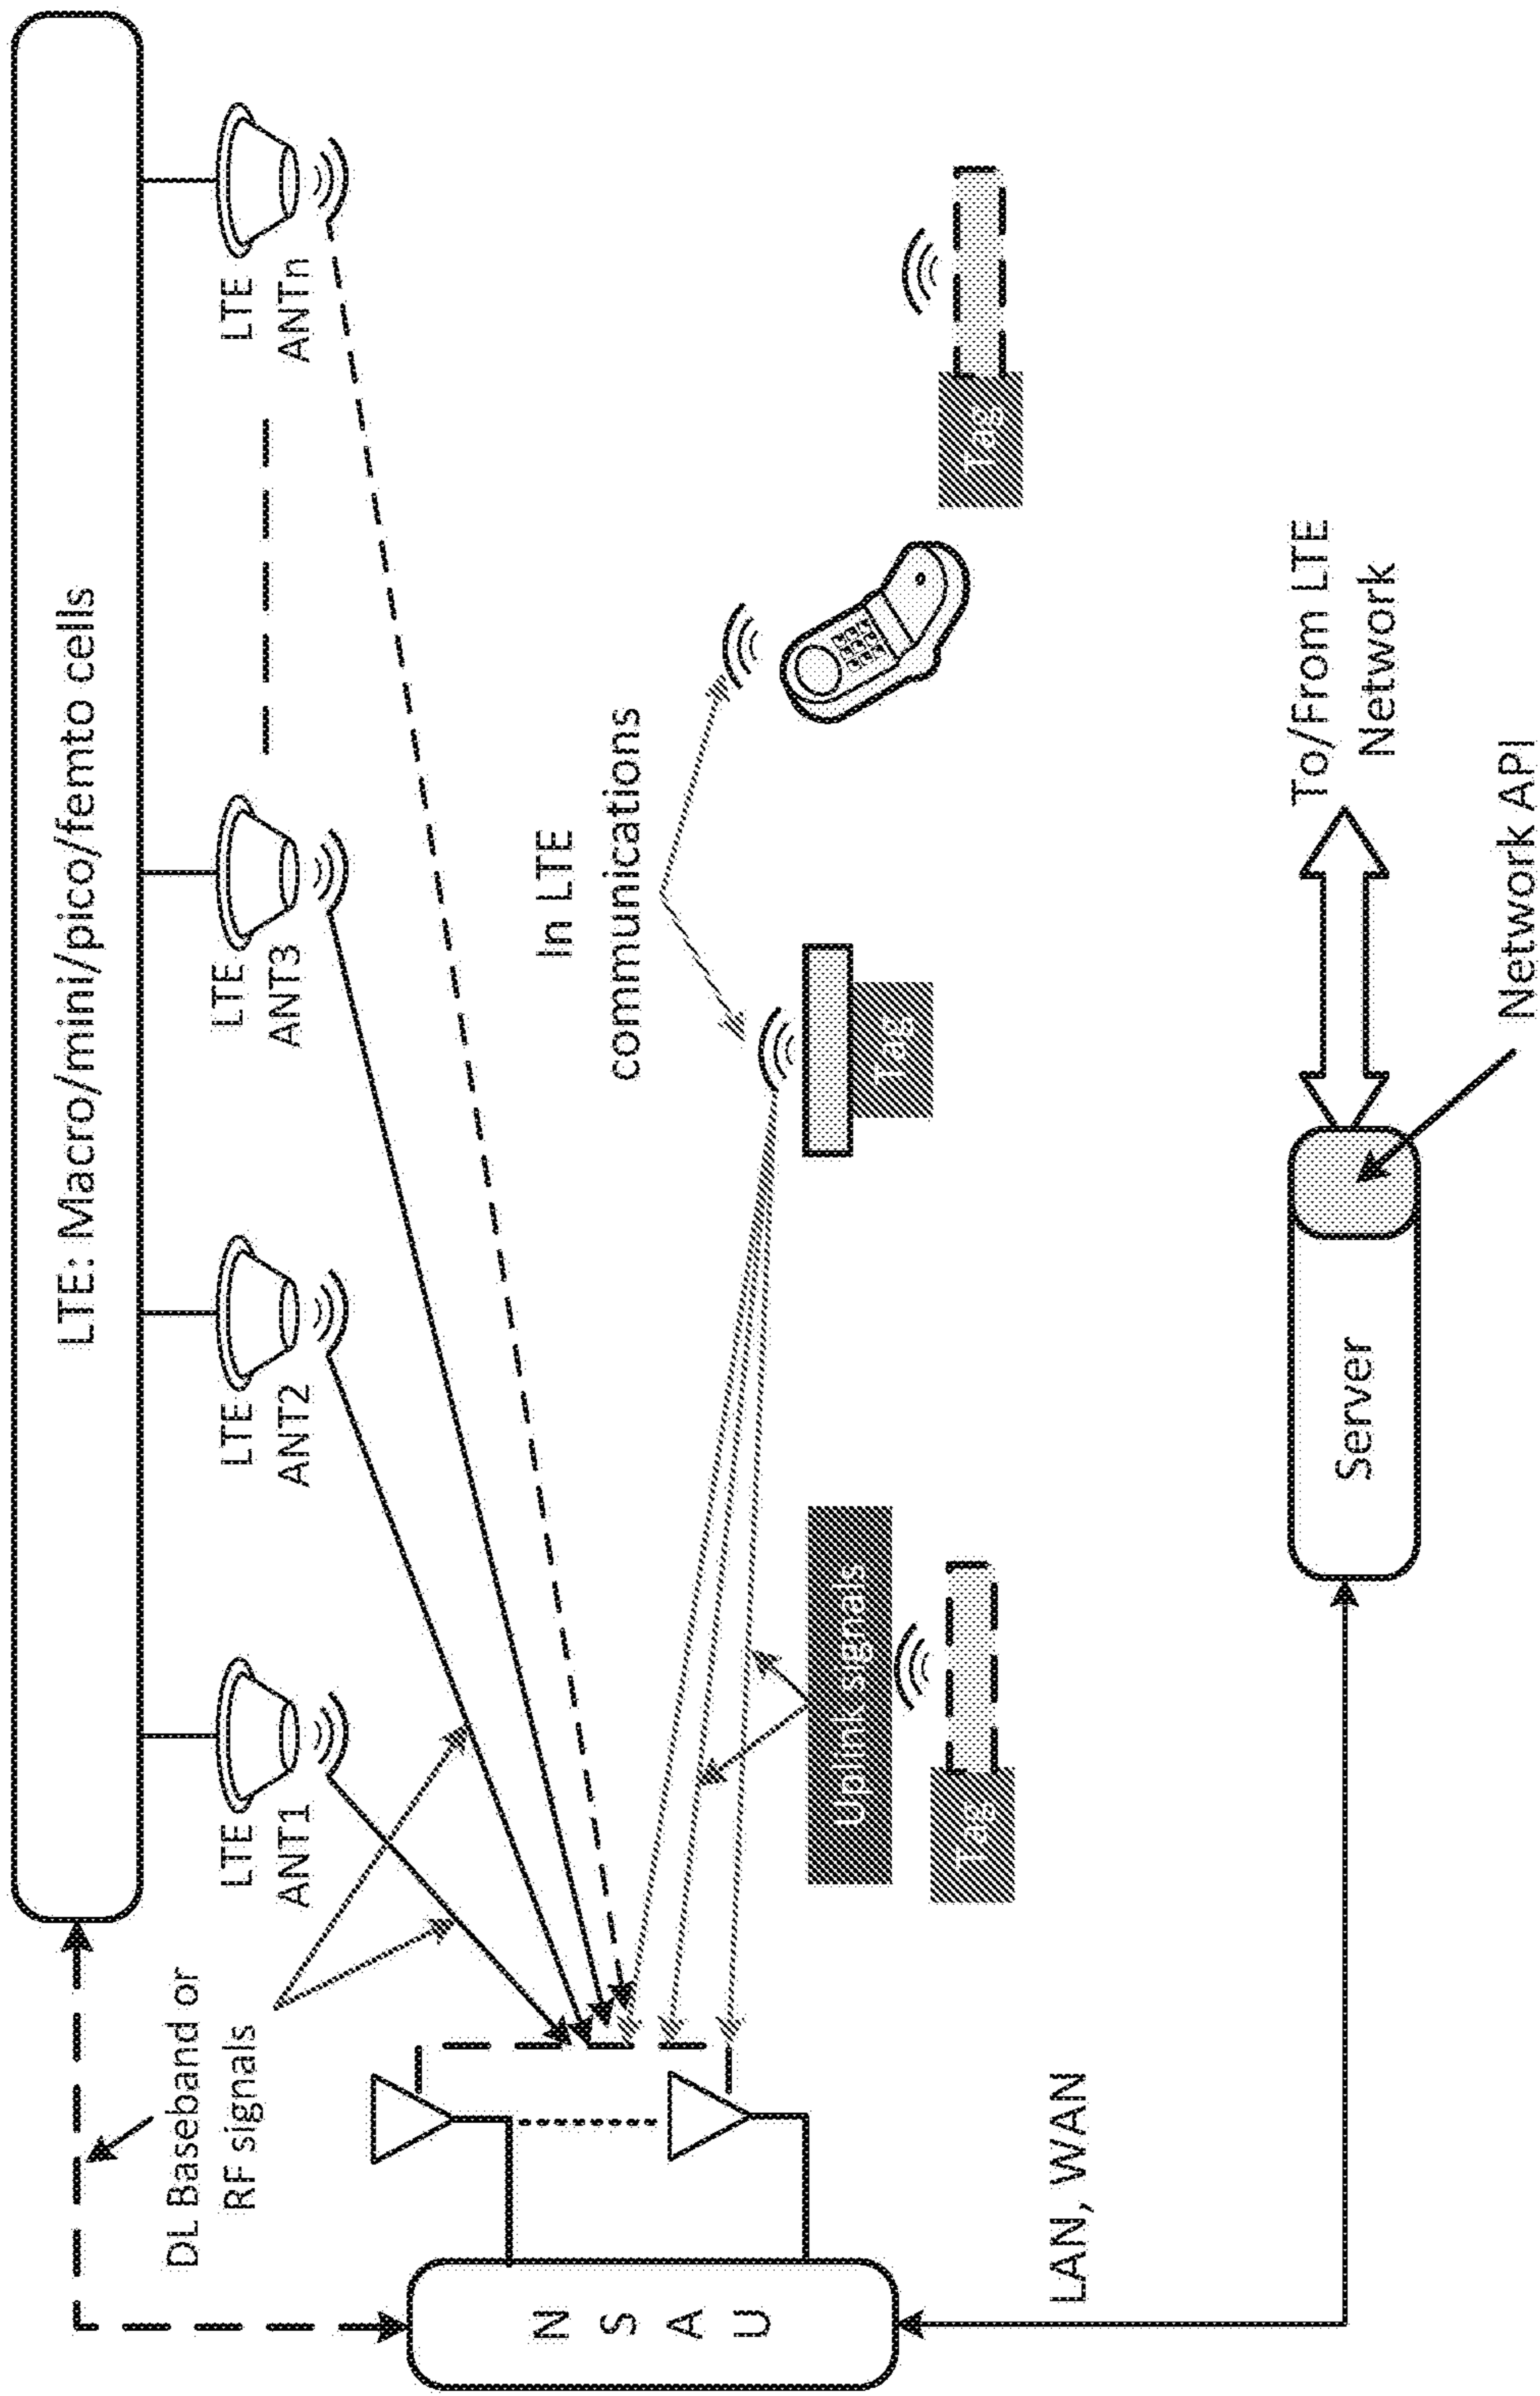 LTE: Macro/mini/pico/femto cells
DL Baseband or
RF signals
LTE
ANT1
LTE
ANT2
LTE
ANT3
LTE
ANTn
N
S
A
U
In LTE
communications
Uplink signals
Tag
Tag
Tag
LAN, WAN
Server
To/From LTE
Network
Network API